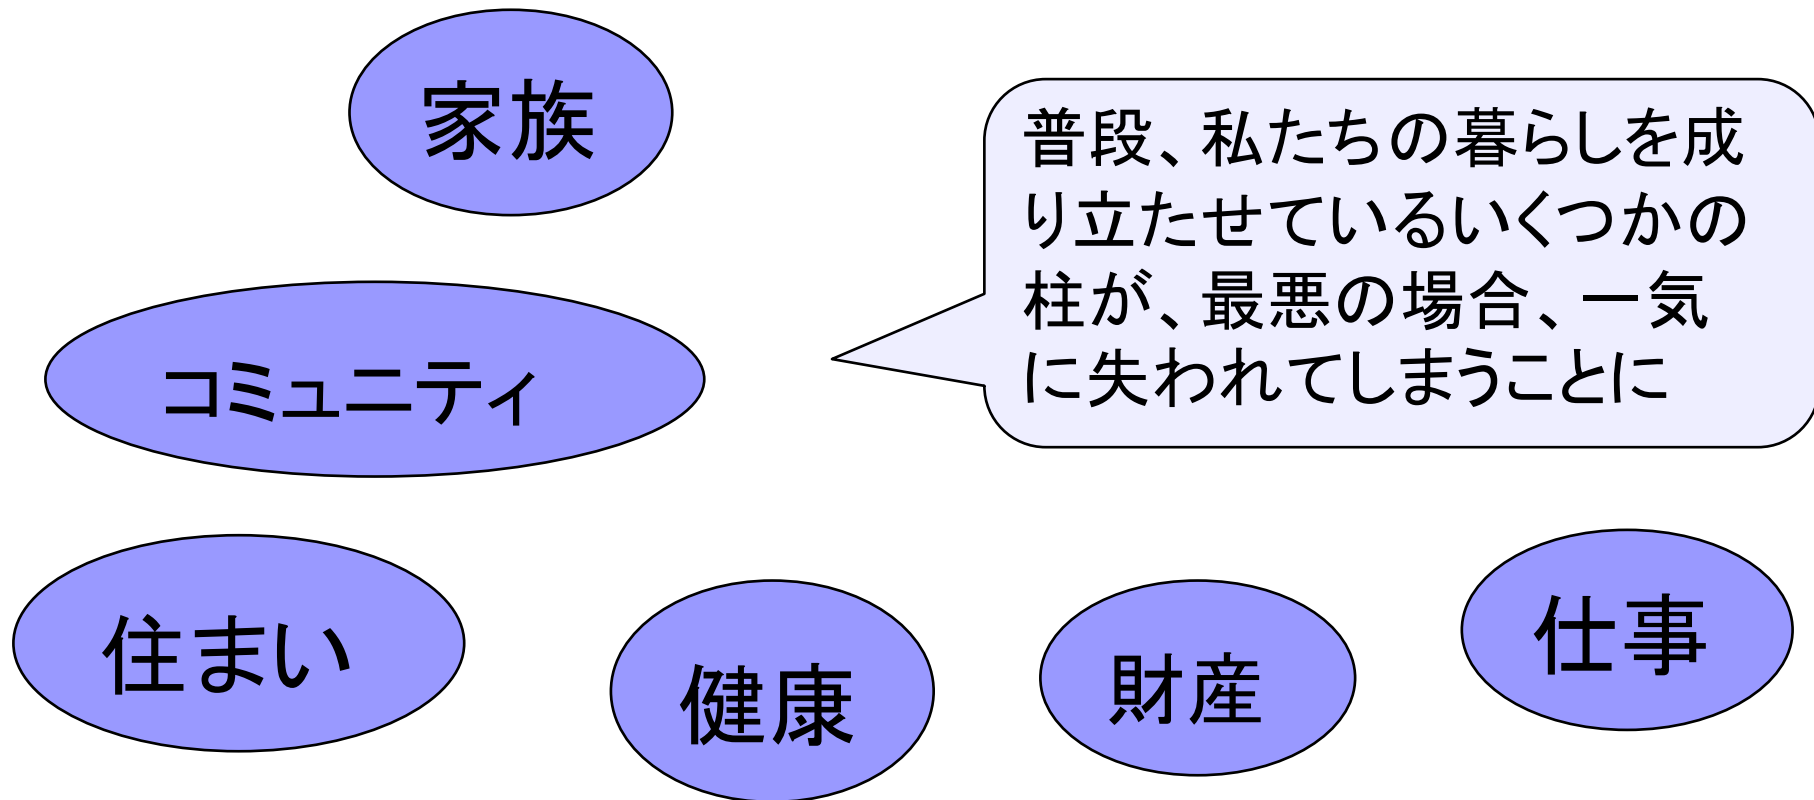 家族
普段、私たちの暮らしを成
り立たせているいくつかの
柱が、最悪の場合、一気
に失われてしまうことに
コミュニティ
住まい
健康
財産
仕事